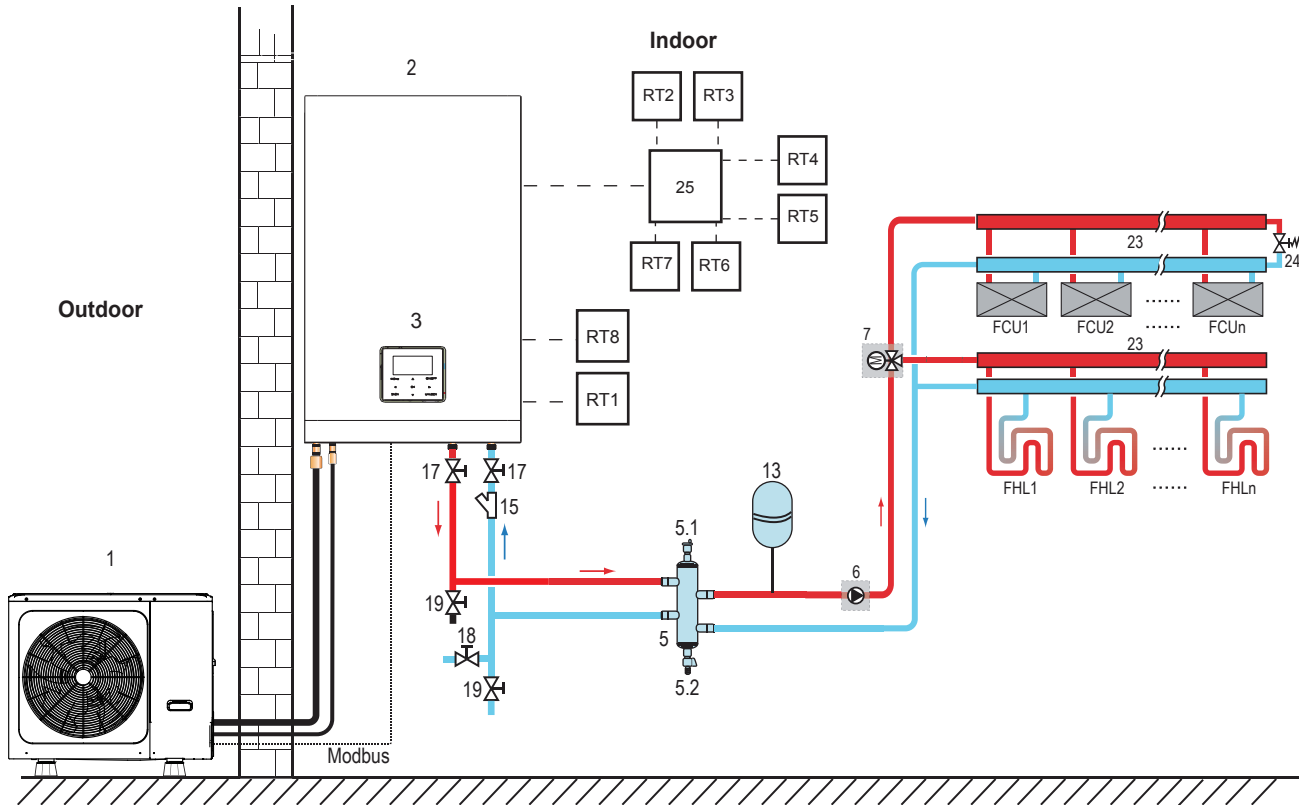 Indoor
2
RT2
RT3
RT4
25
RT5
RT7
RT6
Outdoor
3
RT8
RT1
23
24
FCU1
FCU2
......
......
FCUn
7
23
17
17
15
13
FHL1
FHL2
......
......
FHLn
1
5.1
6
19
18
5
19
5.2
Modbus